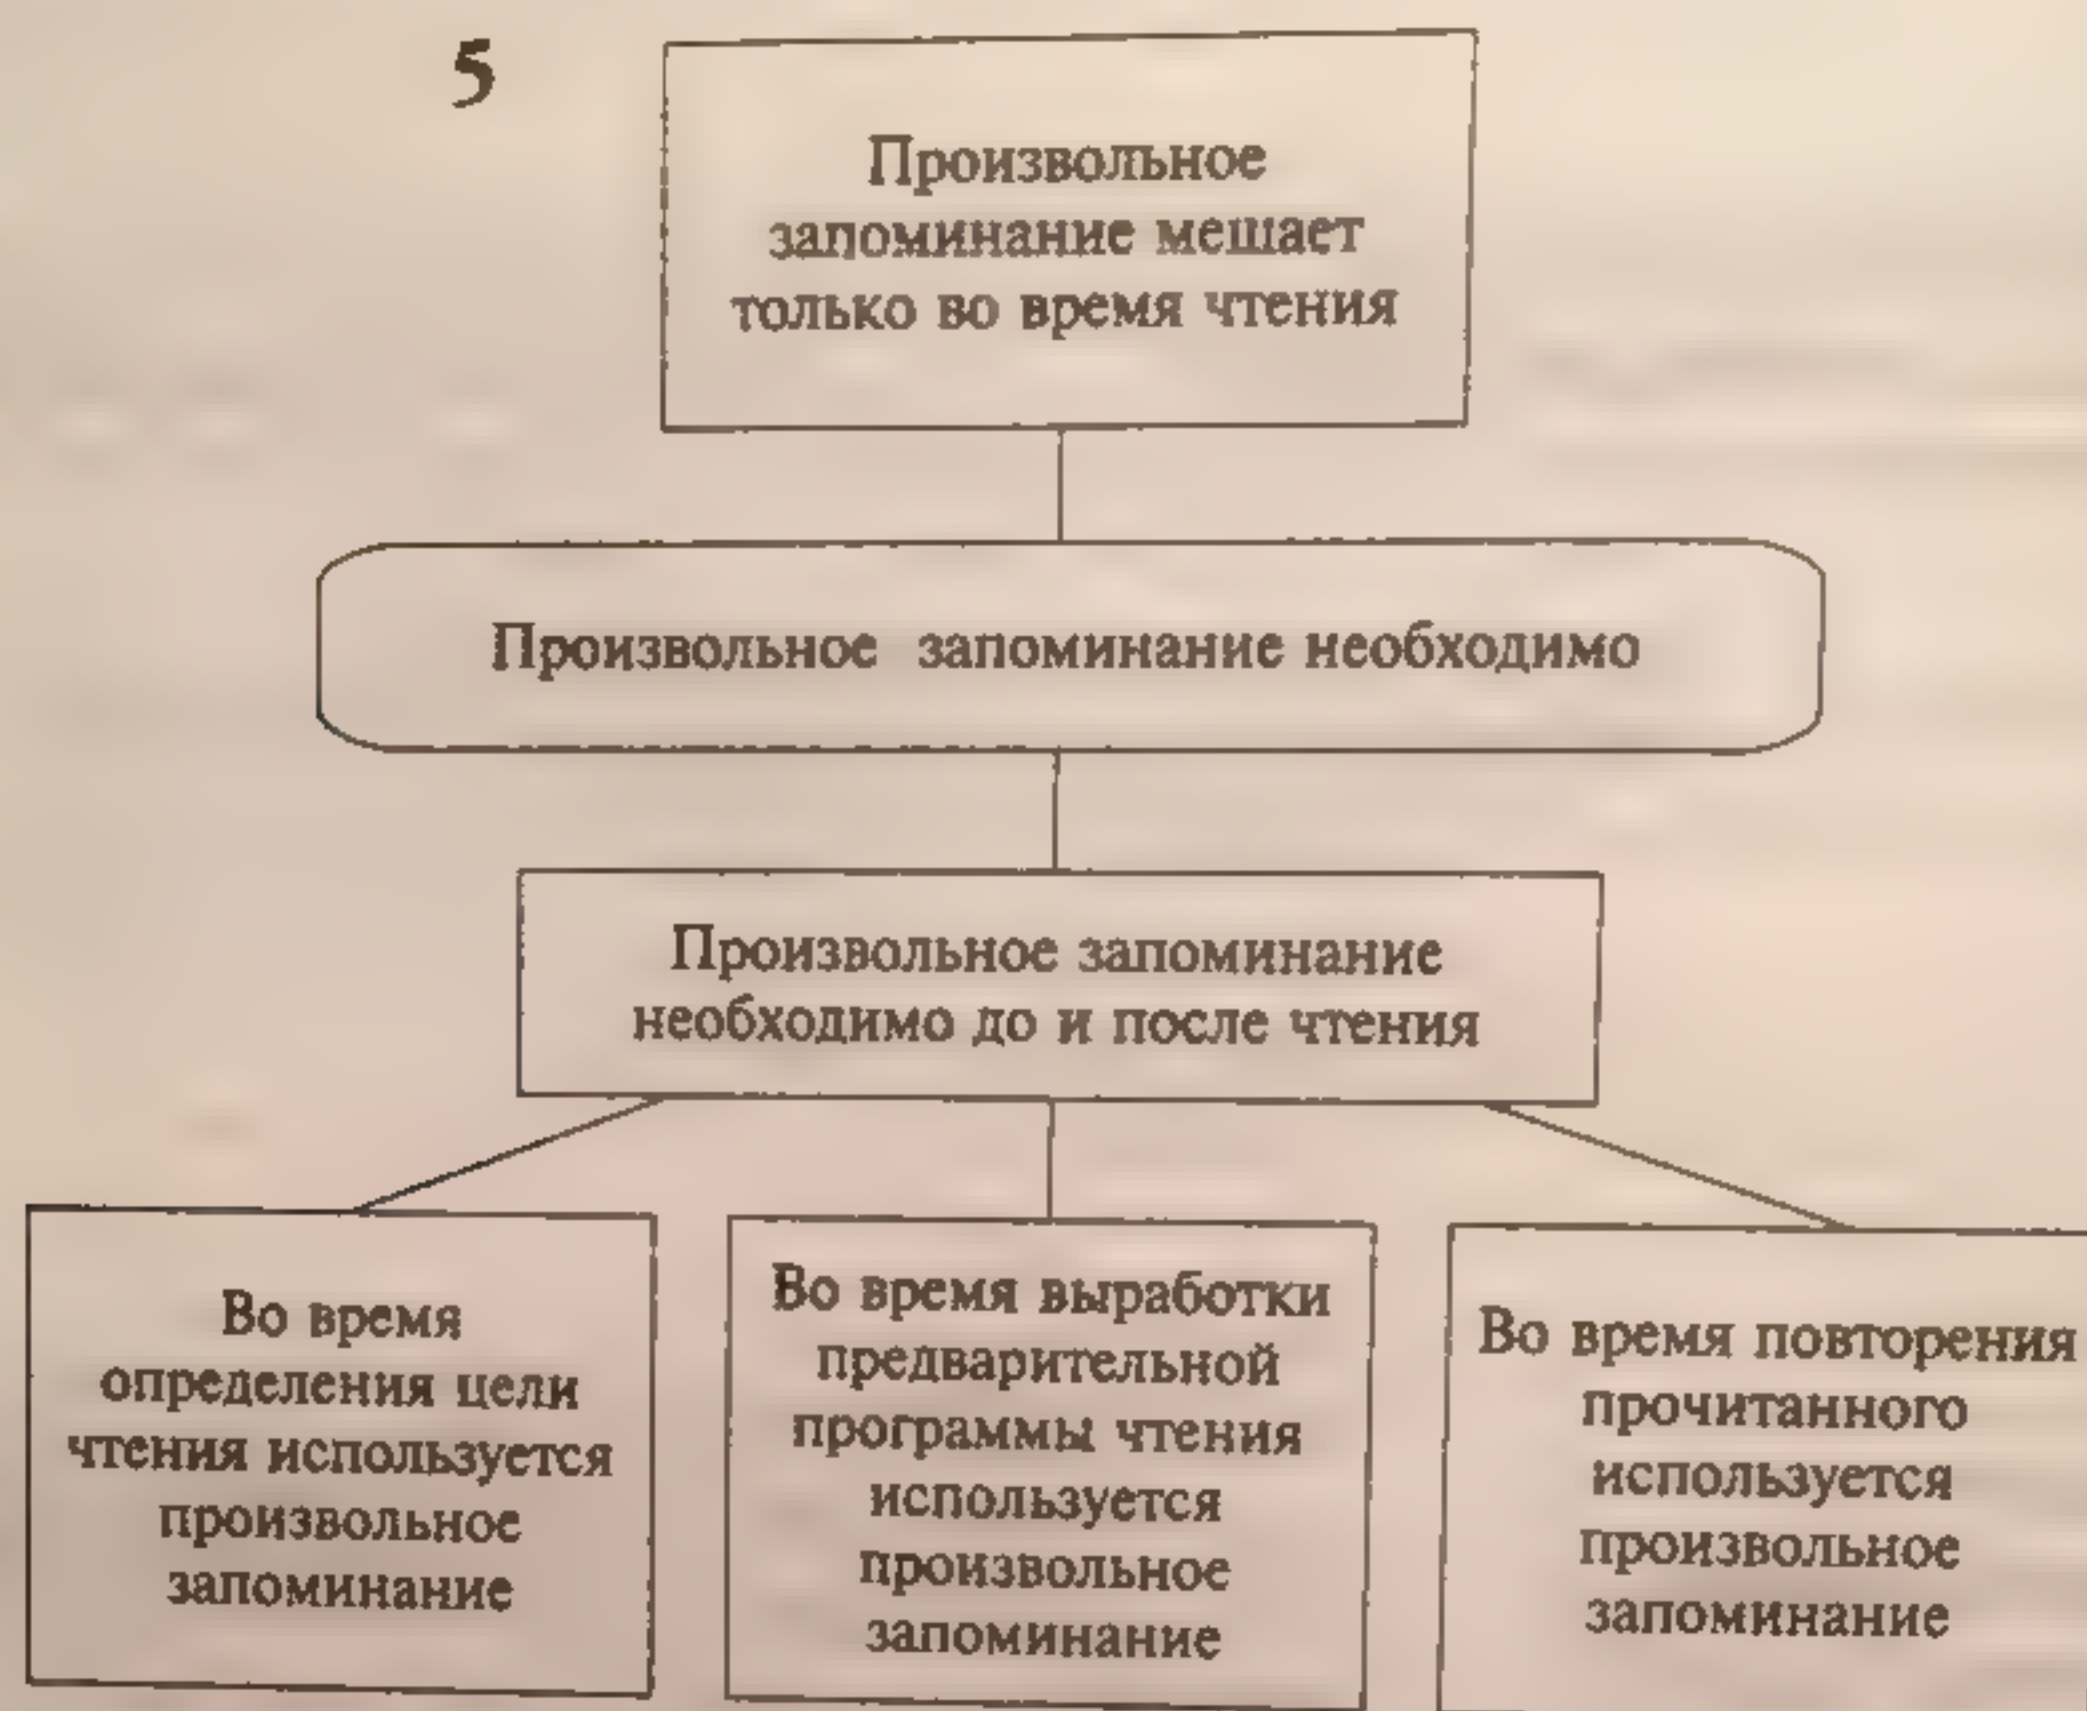 5
Произвольное
запоминание мешает
только во время чтения
Произвольное запоминание необходимо
Произвольное запоминание
необходимо до и после чтения
Во время
определения цели
чтения используется
произвольное
запоминание
Во время выработки
предварительной
программы чтения
используется
произвольное
запоминание
Во время повторения
прочитанного
используется
произвольное
запоминание